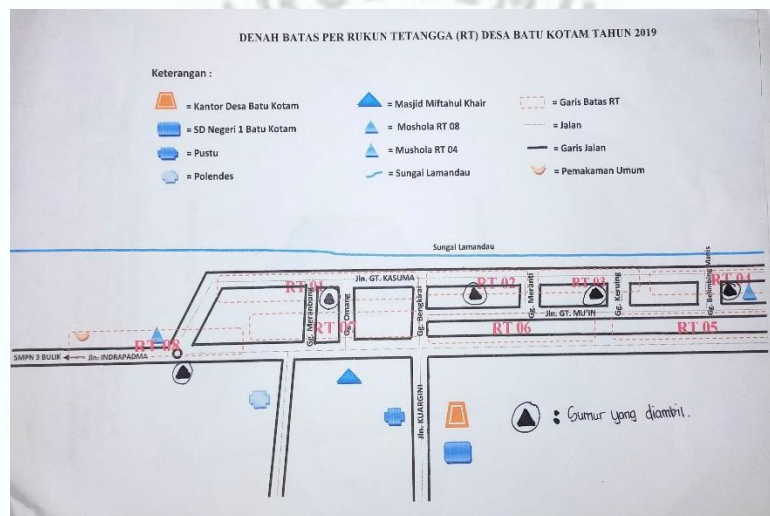 DENAH BATAS PER RUKUN TETANGGA (RT) DESA BATU KOTAM TAHUN 2019
Keterangan :
= Kantor Desa Batu Kotam
= SD Negeri 1 Batu Kotam
= Pustu
= Polendes
= Masjid Miftahul Khair
= Moshola RT 08
= Mushola RT 04
= Sungai Lamandau
= Garis Batas RT
= Jalan
= Garis Jalan
= Pemakaman Umum
Sungai Lamandau
Jln. GT. KASUMA
RT 01
RT 02
RT 03
RT 04
Gg. Meranbung
Gg. Omang
Gg. Bengkirai
Gg. Meranti
Gg. Keruing
Gg. Belimbing Manis
Jln. GT. MU'IN
RT 07
RT 06
RT 05
RT 08
SMPN 3 BULIK
Jln. INDRAPADMA
Jln. KUARGINI
: Sumur yang diambil.